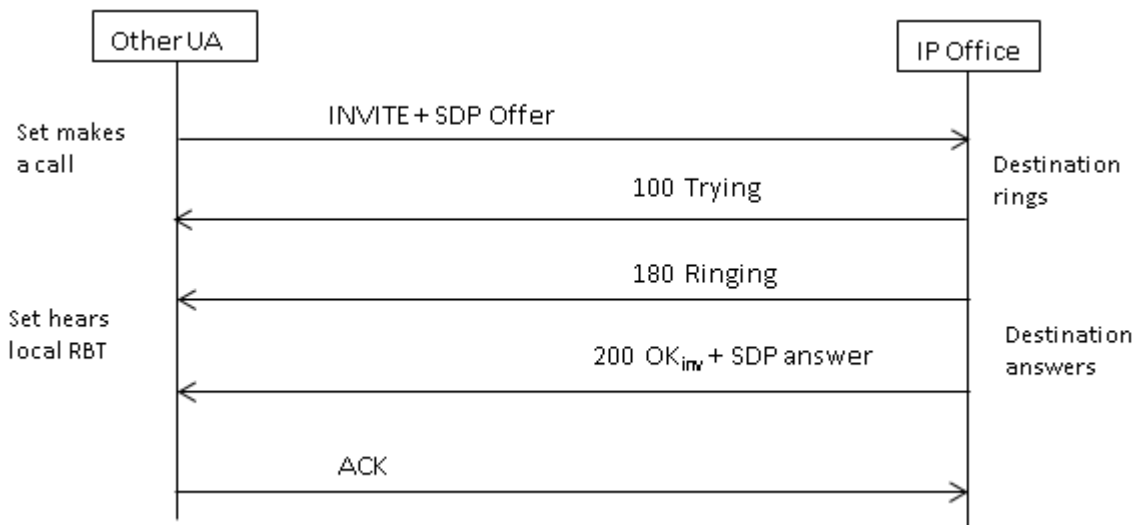 Other UA
IP Office
INVITE + SDP Offer
Set makes
a call
Destination
rings
100 Trying
180 Ringing
Set hears
local RBT
Destination
answers
200 OKinv + SDP answer
ACK